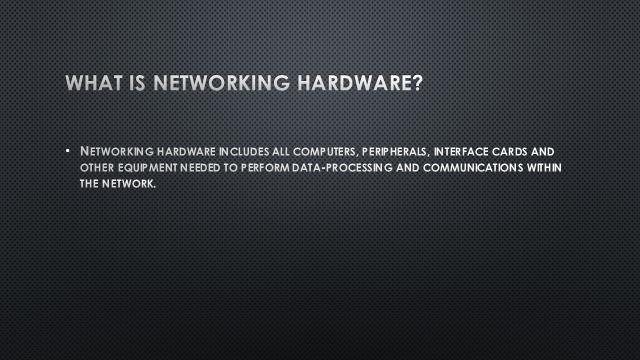 WHAT IS NETWORKING HARDWARE?
• NETWORKING HARDWARE INCLUDES ALL COMPUTERS, PERIPHERALS, INTERFACE CARDS AND
OTHER EQUIPMENT NEEDED TO PERFORM DATA-PROCESSING AND COMMUNICATIONS WITHIN
THE NETWORK.